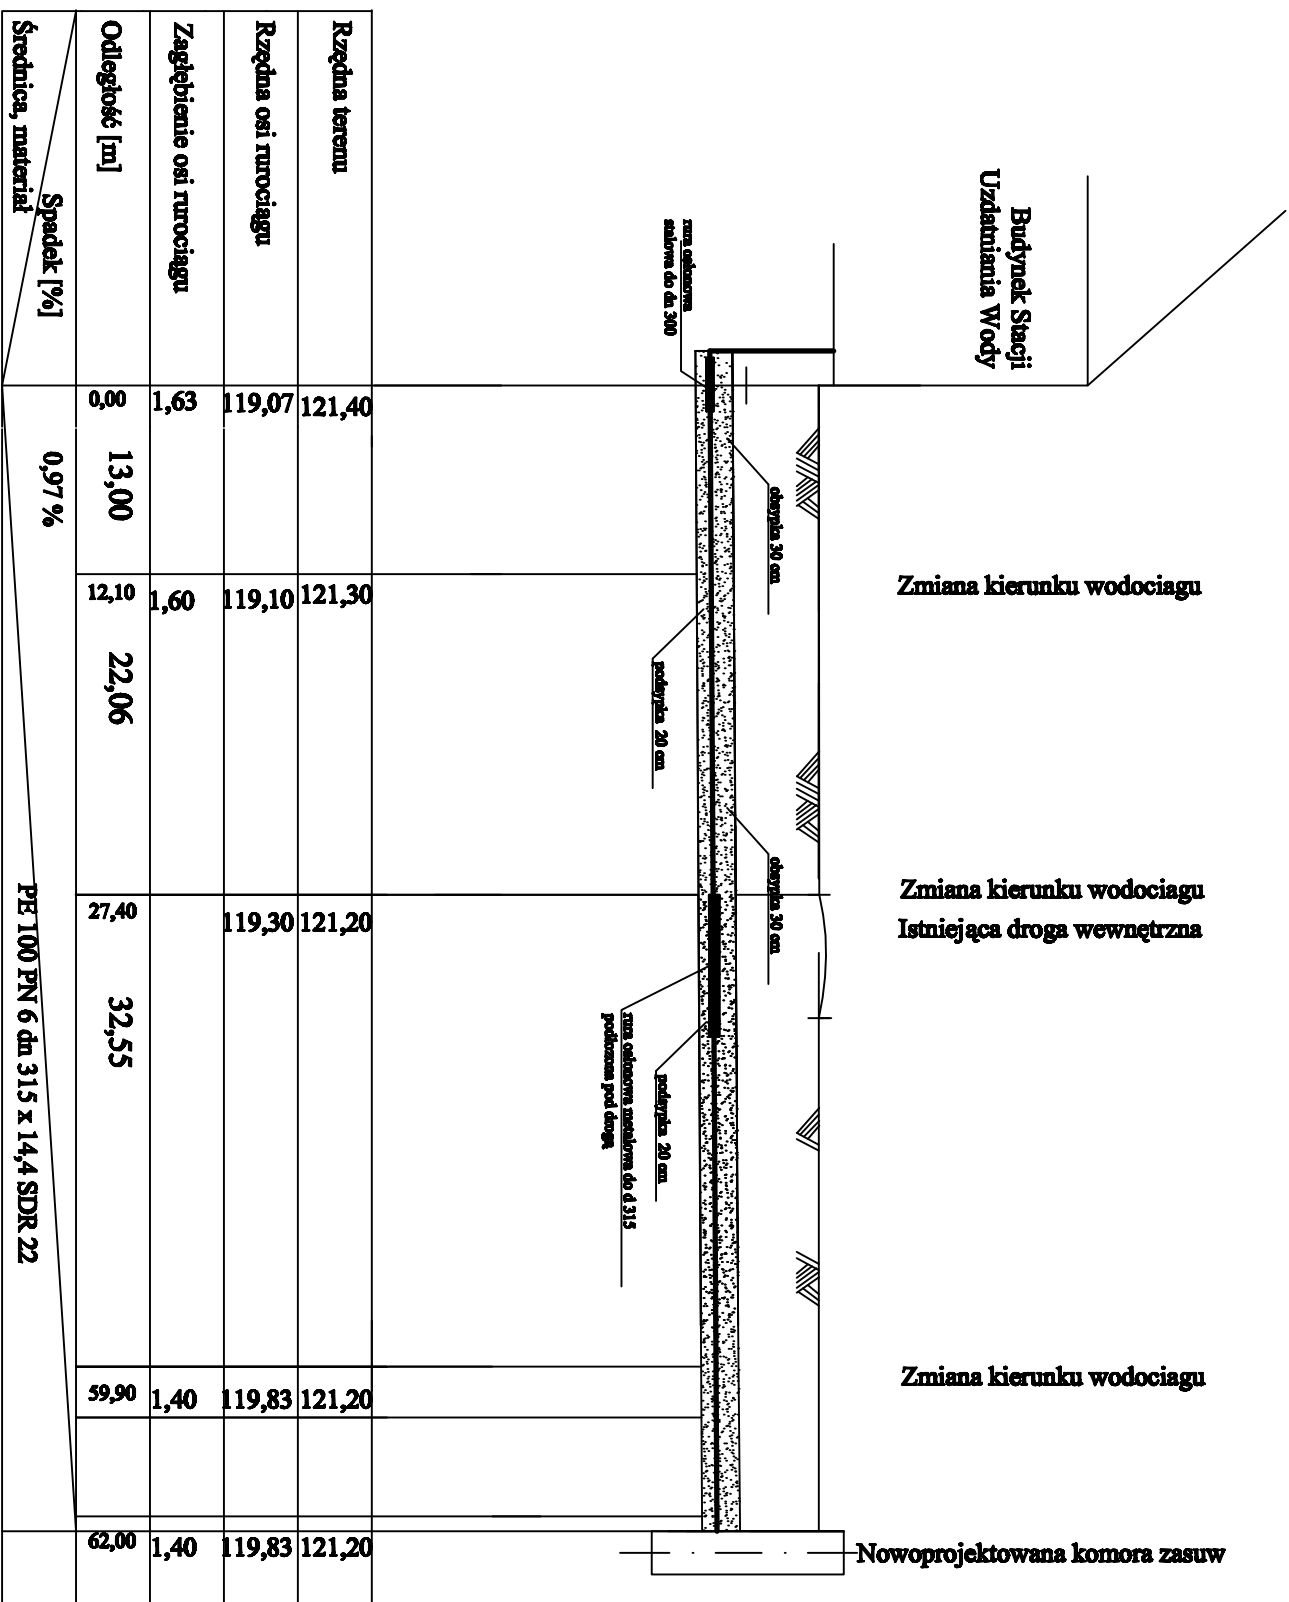 Budynek Stacji
Uzdatniania Wody
Zmiana kierunku wodociagu
Zmiana kierunku wodociagu
Istniejąca droga wewnętrzna
Zmiana kierunku wodociagu
Nowoprojektowana komora zasuw
rura osłonowa
stalowa do dn 300
obsypka 30 cm
podsypka 20 cm
obsypka 30 cm
podsypka 20 cm
rura osłonowa metalowa do d 315
podłozona pod drogą
Rzędna terenu
121,40
121,30
121,20
121,20
121,20
Rzędna osi rurociągu
119,07
119,10
119,30
119,83
119,83
Zagłębienie osi rurociągu
1,63
1,60
1,40
1,40
Odległość [m]
0,00
13,00
12,10
22,06
27,40
32,55
59,90
62,00
Spadek [%]
0,97 %
Średnica, materiał
PE 100 PN 6 dn 315 x 14,4 SDR 22